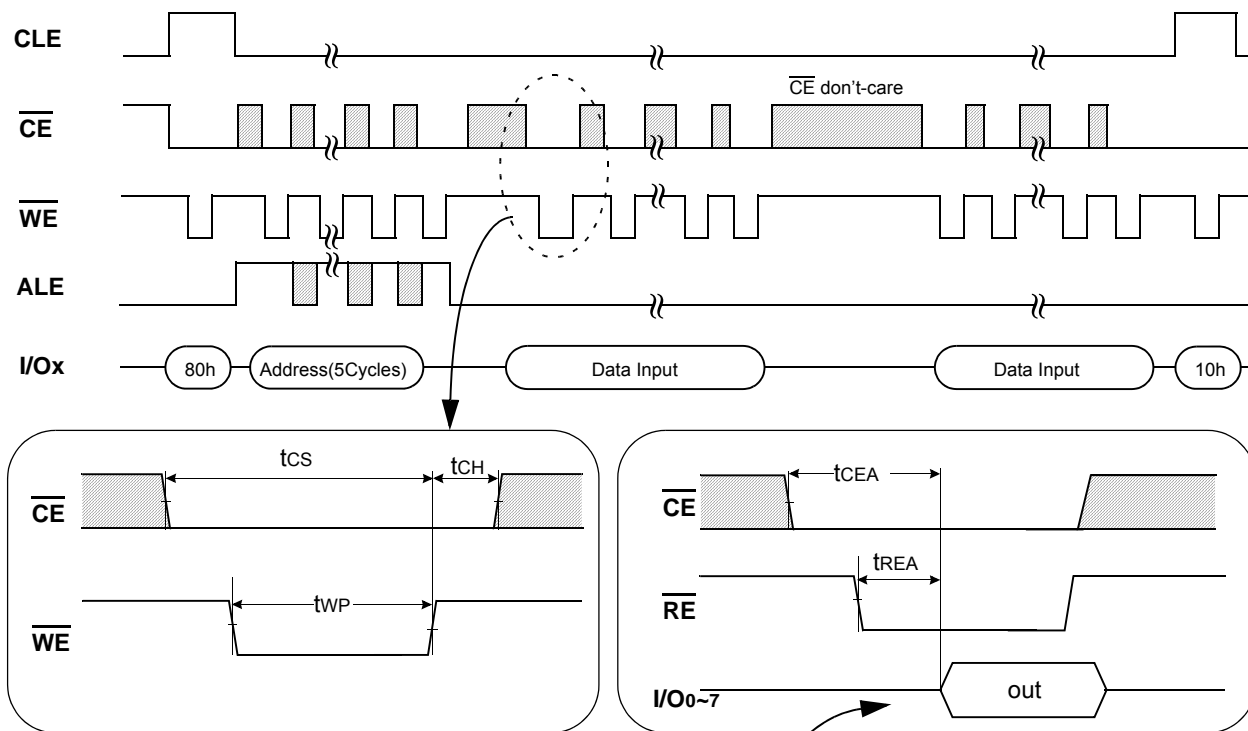 CLE
CE don't-care
CE
WE
ALE
I/Ox
80h
Address(5Cycles)
Data Input
Data Input
10h
tCS
tCH
CE
tWP
WE
tCEA
CE
tREA
RE
I/O0~7
out